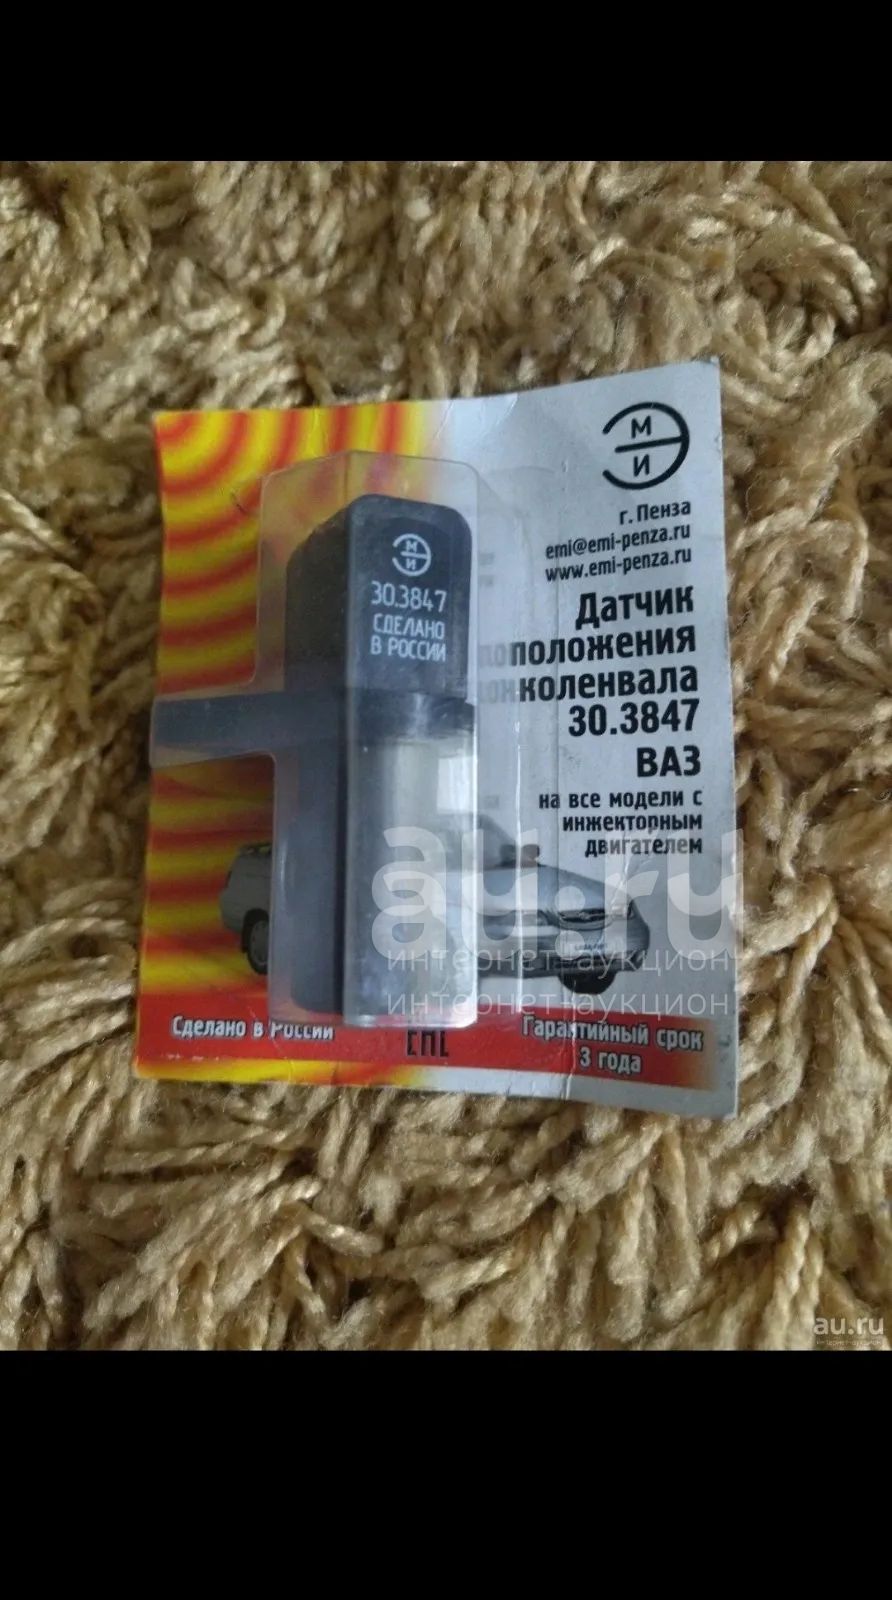 М
Э
И
г. Пенза
emi@emi-penza.ru
www.emi-penza.ru
Датчик
положения
коленвала
30.3847
ВАЗ
на все модели с
инжекторным
двигателем
М
Э
И
30.3847
СДЕЛАНО
В РОССИИ
au.ru
интернет-аукцион
интернет-аукцион
Сделано в России
Гарантийный срок
3 года
au.ru
интернет-аукцион